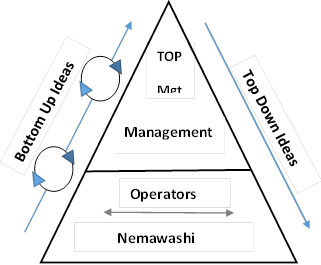 Bottom Up Ideas
TOP
Mgt
Management
Top Down Ideas
Operators
Nemawashi